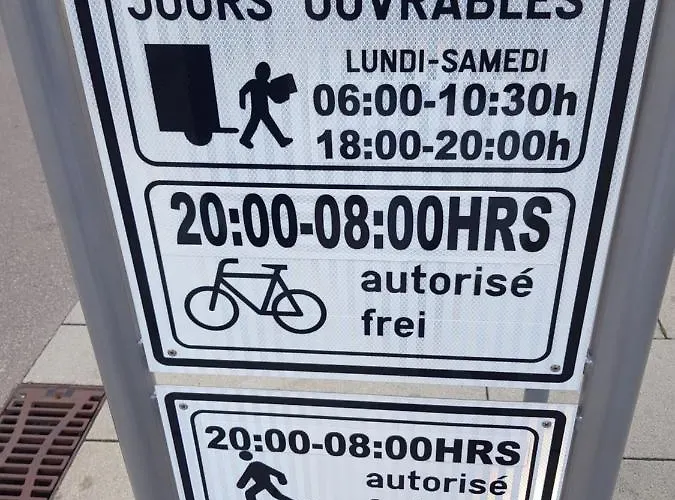 JOURS OUVRABLES
LUNDI-SAMEDI
06:00-10:30h
18:00-20:00h
20:00-08:00HRS
autorisé
frei
20:00-08:00HRS
autorisé